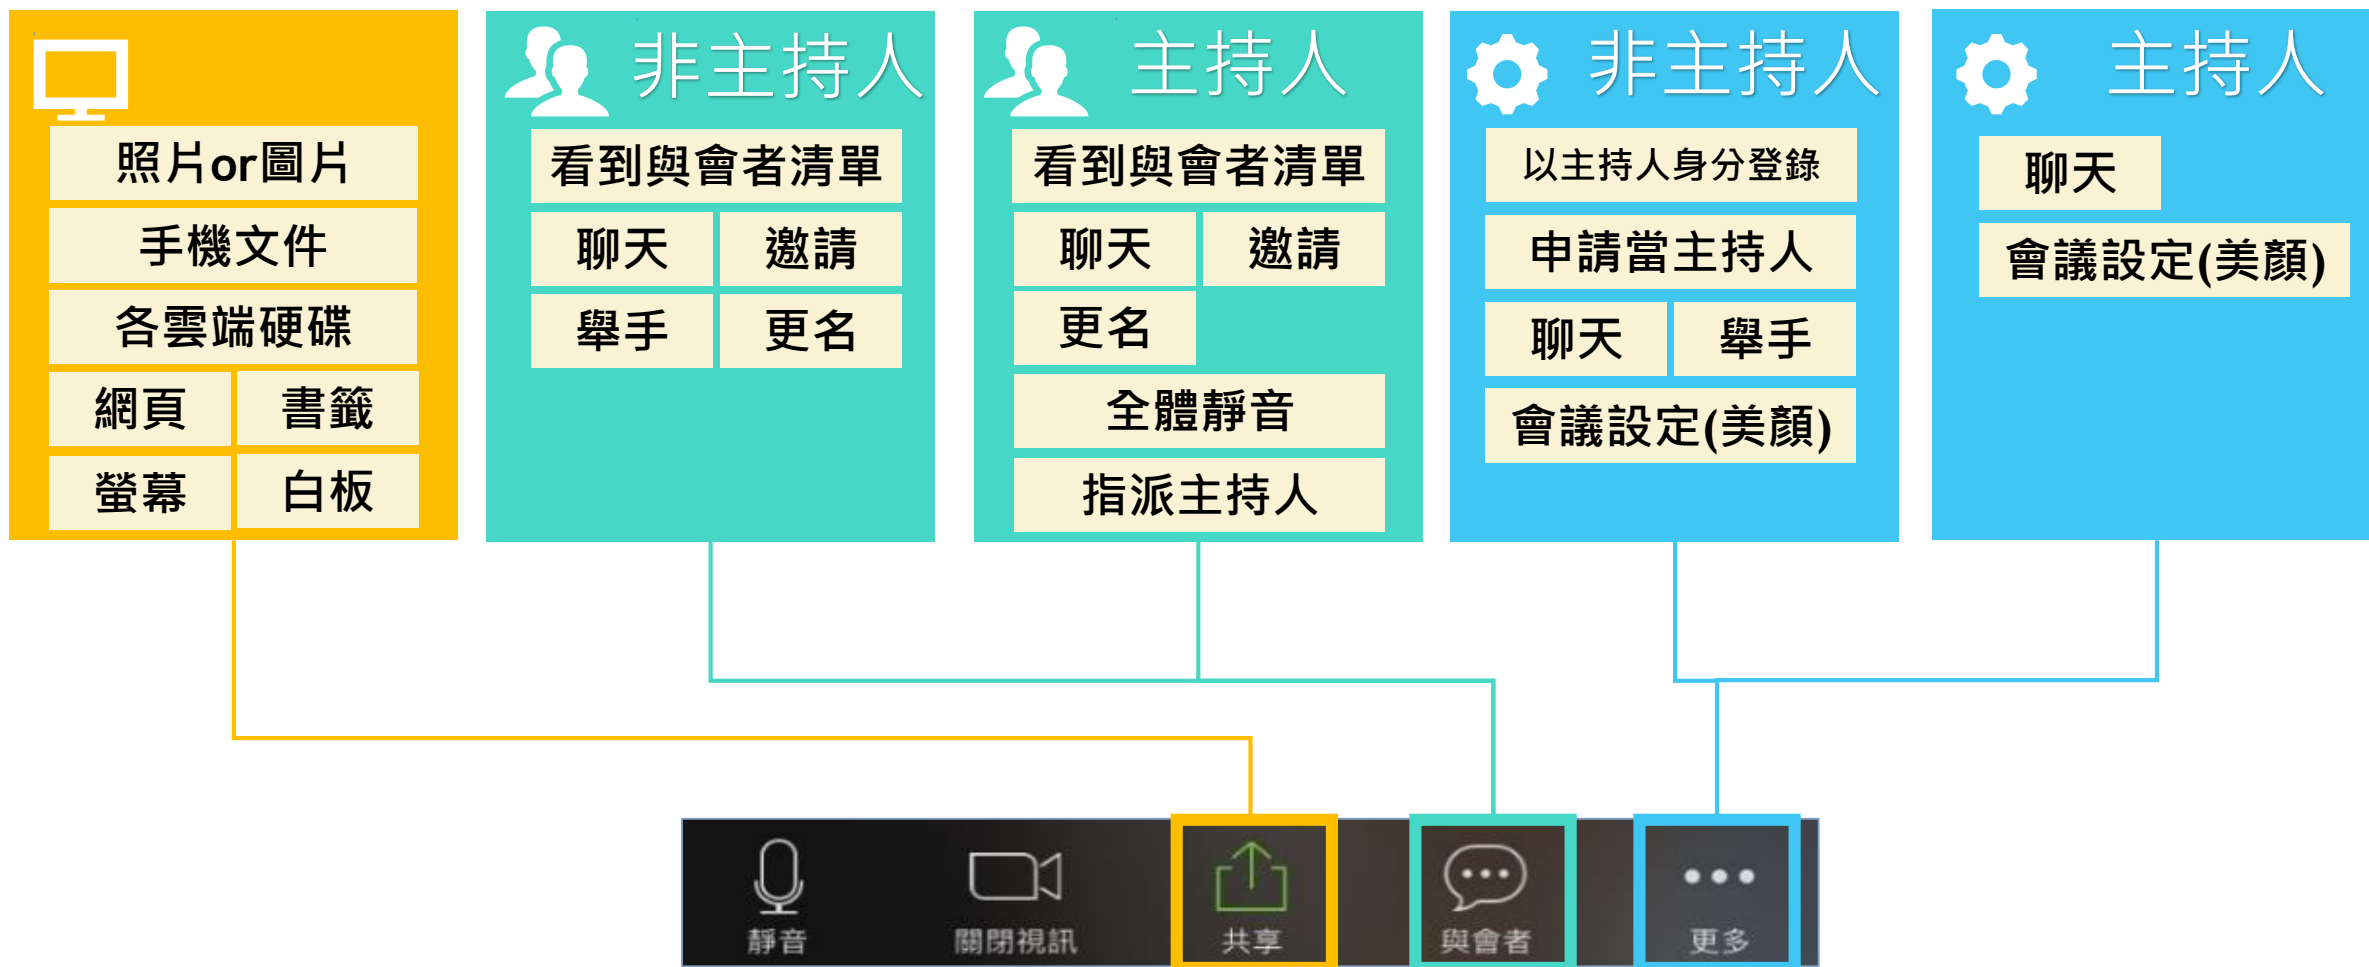 照片or圖片
手機文件
各雲端硬碟
網頁 書籤
螢幕 白板
非主持人
看到與會者清單
聊天 邀請
舉手 更名
主持人
看到與會者清單
聊天 邀請
更名
全體靜音
指派主持人
非主持人
以主持人身分登錄
申請當主持人
聊天 舉手
會議設定(美顏)
主持人
聊天
會議設定(美顏)
靜音 關閉視訊 共享 與會者 更多